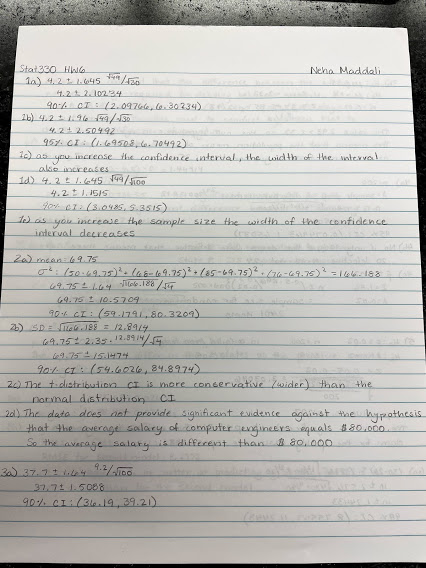 Stat 330 HW6 Neha Maddali
1a) 4.2 ± 1.645 √49/√30
4.2 ± 2.10234
90% CI: (2.09766, 6.30234)
1b) 4.2 ± 1.96 √49/√30
4.2 ± 2.50492
95% CI: (1.69508, 6.70492)
1c) as you increase the confidence interval, the width of the interval
also increases
1d) 4.2 ± 1.645 √49/√100
4.2 ± 1.1515
90% CI: (3.0485, 5.3515)
1e) as you increase the sample size the width of the confidence
interval decreases
2a) mean = 69.75
σ²: (50-69.75)² + (68-69.75)² + (85-69.75)² + (76-69.75)² = 166.188
69.75 ± 1.64 √166.188/√4
69.75 ± 10.5709
90% CI: (59.1791, 80.3209)
2b) SD = √166.188 = 12.8914
69.75 ± 2.35 · 12.8914/√4
69.75 ± 15.1474
90% CI: (54.6026, 84.8974)
2c) The t-distribution CI is more conservative (wider) than the
normal distribution CI
2d) The data does not provide significant evidence against the hypothesis
that the average salary of computer engineers equals $80,000.
So the average salary is different than $80,000
3a) 37.7 ± 1.64 9.2/√100
37.7 ± 1.5088
90% CI: (36.19, 39.21)